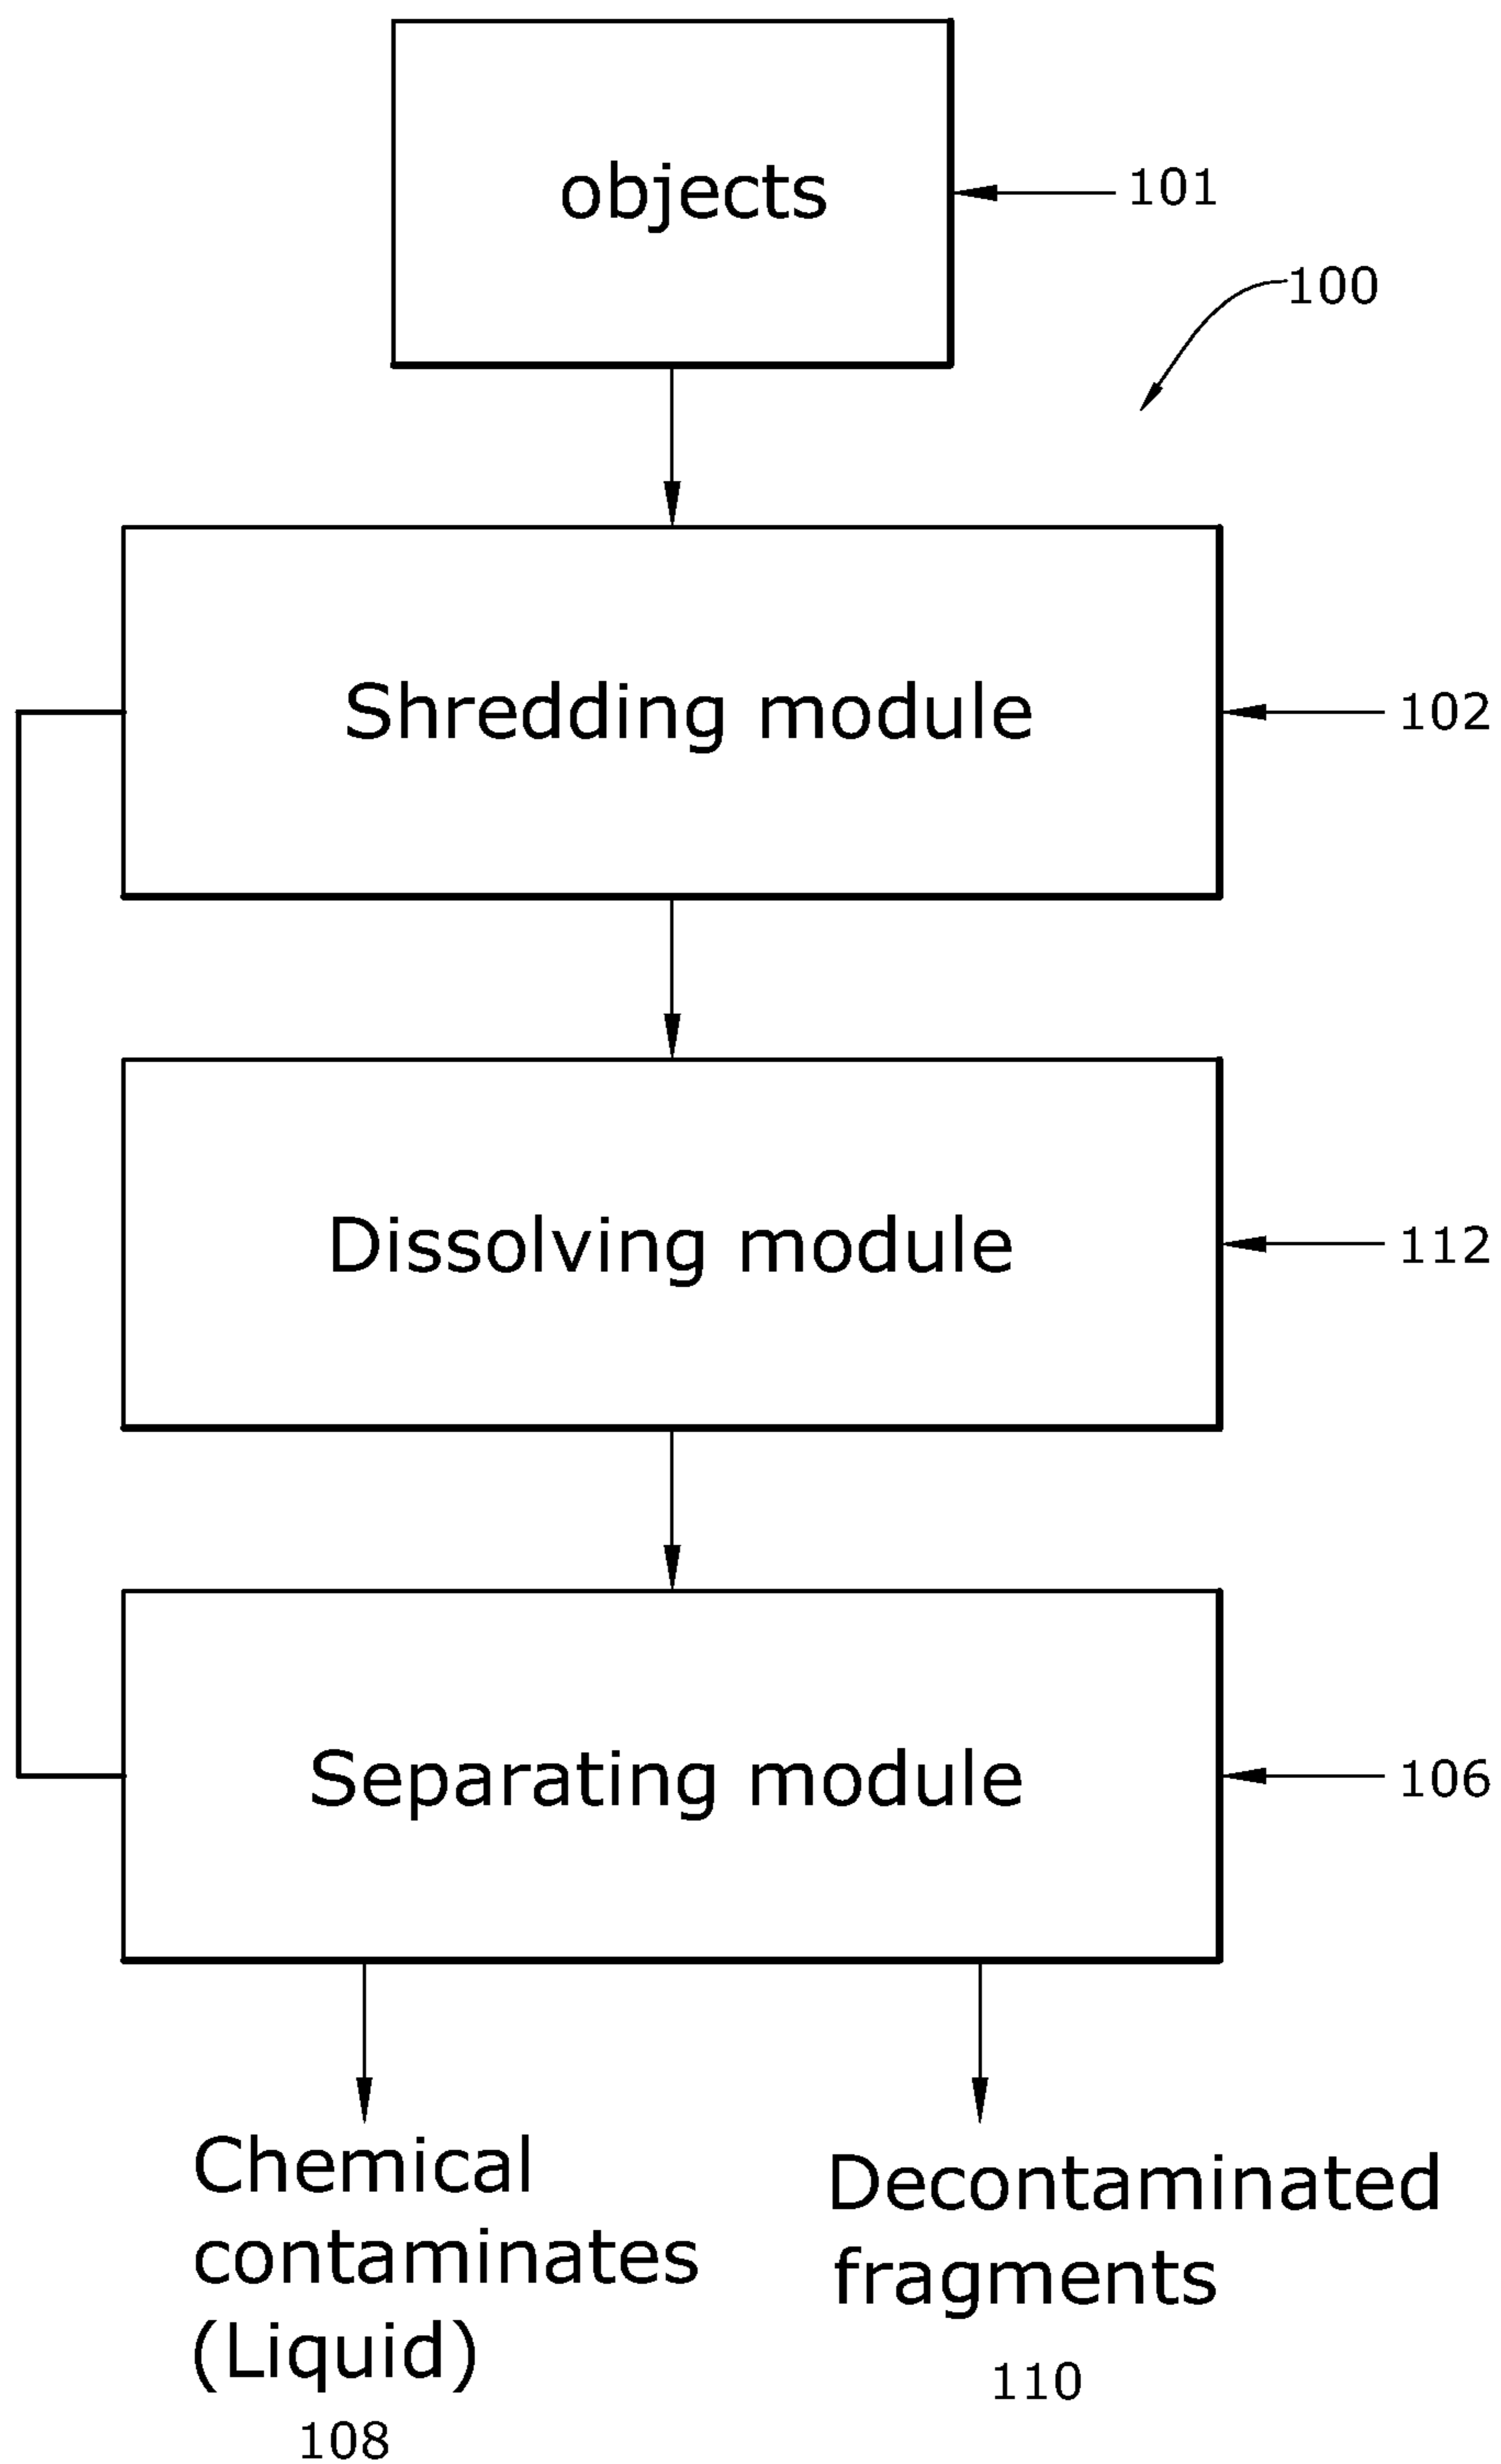 objects
101
100
Shredding module
102
Dissolving module
112
Separating module
106
Chemical
contaminates
(Liquid)
108
Decontaminated
fragments
110